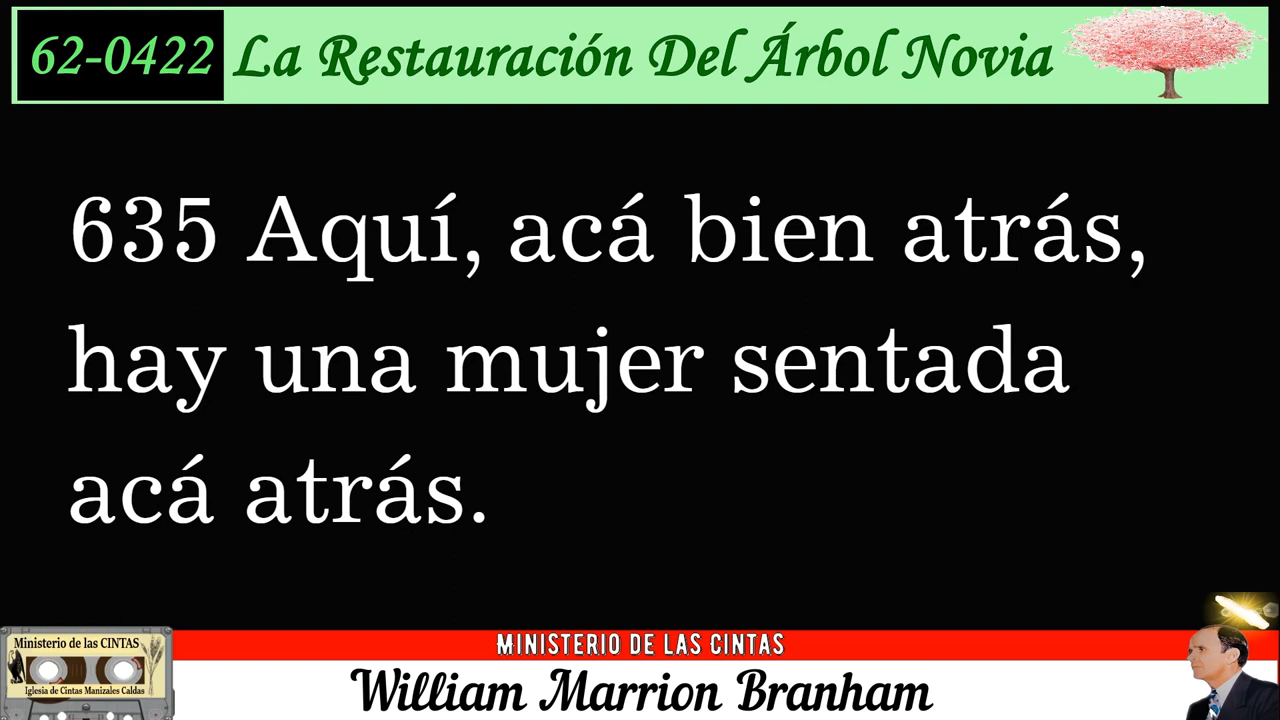 62-0422 La Restauración Del Árbol Novia
635 Aquí, acá bien atrás,
hay una mujer sentada
acá atrás.
MINISTERIO DE LAS CINTAS
Ministerio de las CINTAS
Iglesia de Cintas Manizales Caldas
William Marrion Branham